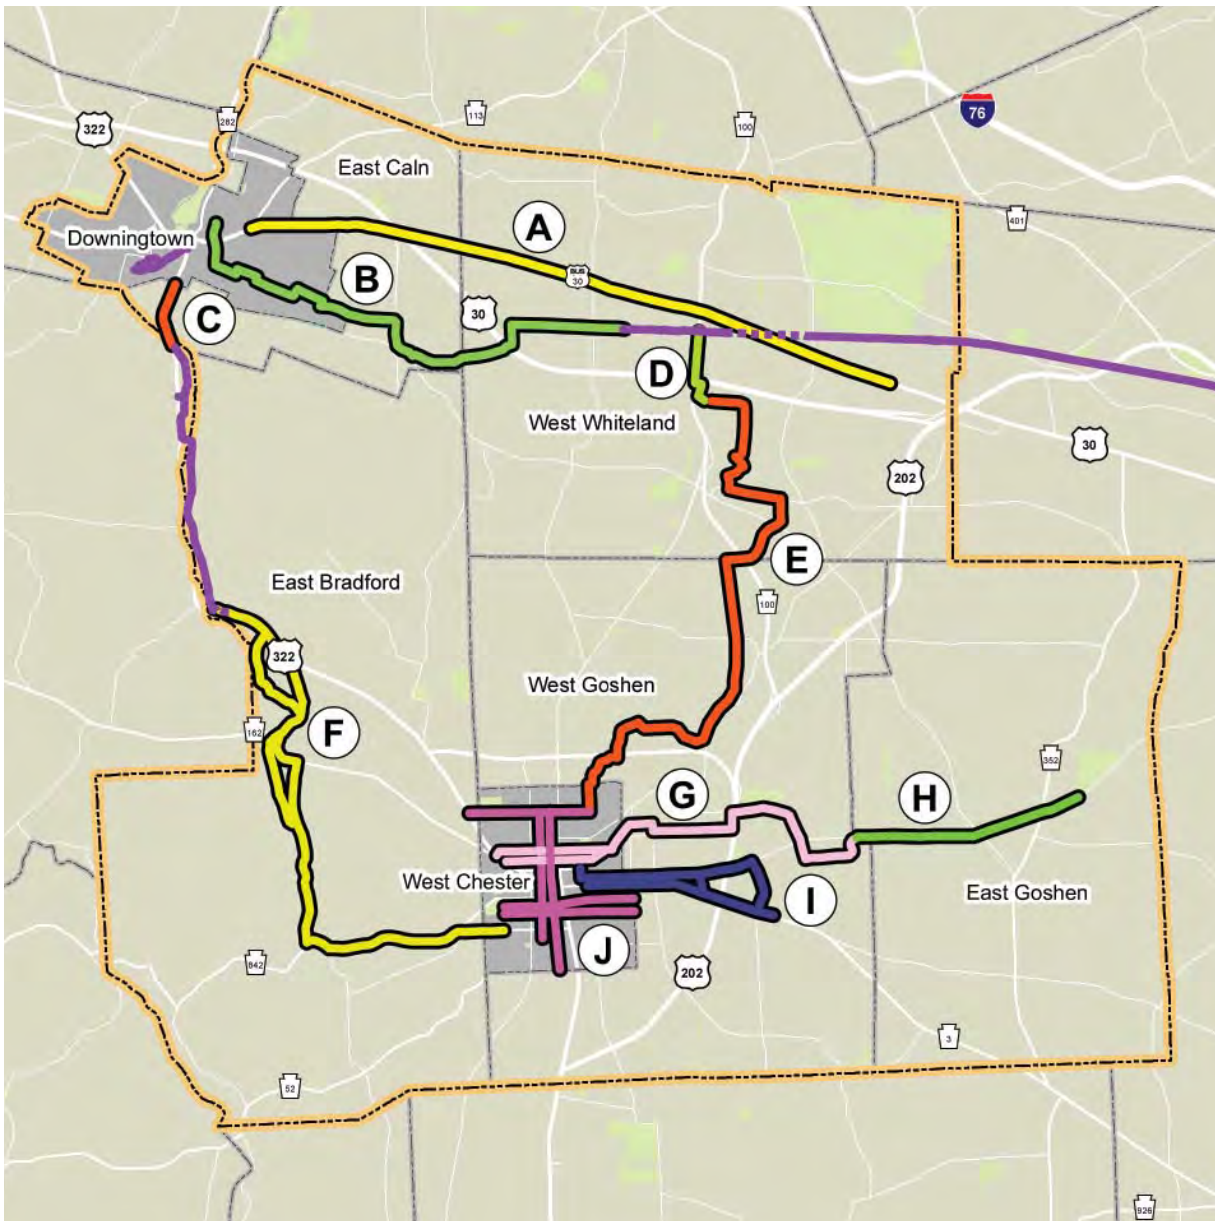 76
322
282
113
100
East Caln
401
A
Downingtown
BUS
30
B
30
C
D
West Whiteland
30
202
E
East Bradford
100
322
West Goshen
162
F
352
G
H
West Chester
I
East Goshen
J
842
202
3
52
926